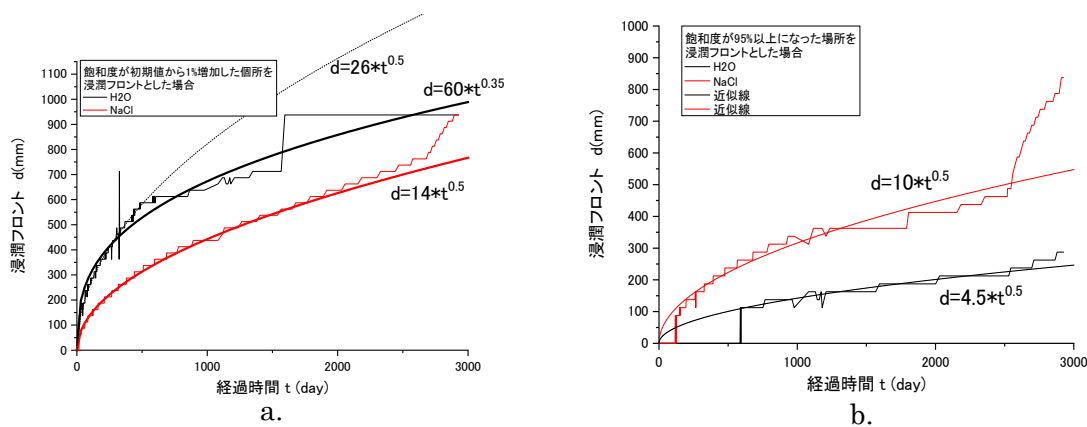 飽和度が初期値から1%増加した個所を
浸潤フロントとした場合
H2O
NaCl
d=26*t^0.5
d=60*t^0.35
d=14*t^0.5
浸潤フロント d(mm)
1300
1200
1100
1000
900
800
700
600
500
400
300
200
100
0
0
1000
2000
3000
経過時間 t (day)
a.
飽和度が95%以上になった場所を
浸潤フロントとした場合
H2O
NaCl
近似線
近似線
d=10*t^0.5
d=4.5*t^0.5
浸潤フロント d(mm)
1000
900
800
700
600
500
400
300
200
100
0
0
1000
2000
3000
経過時間 t (day)
b.